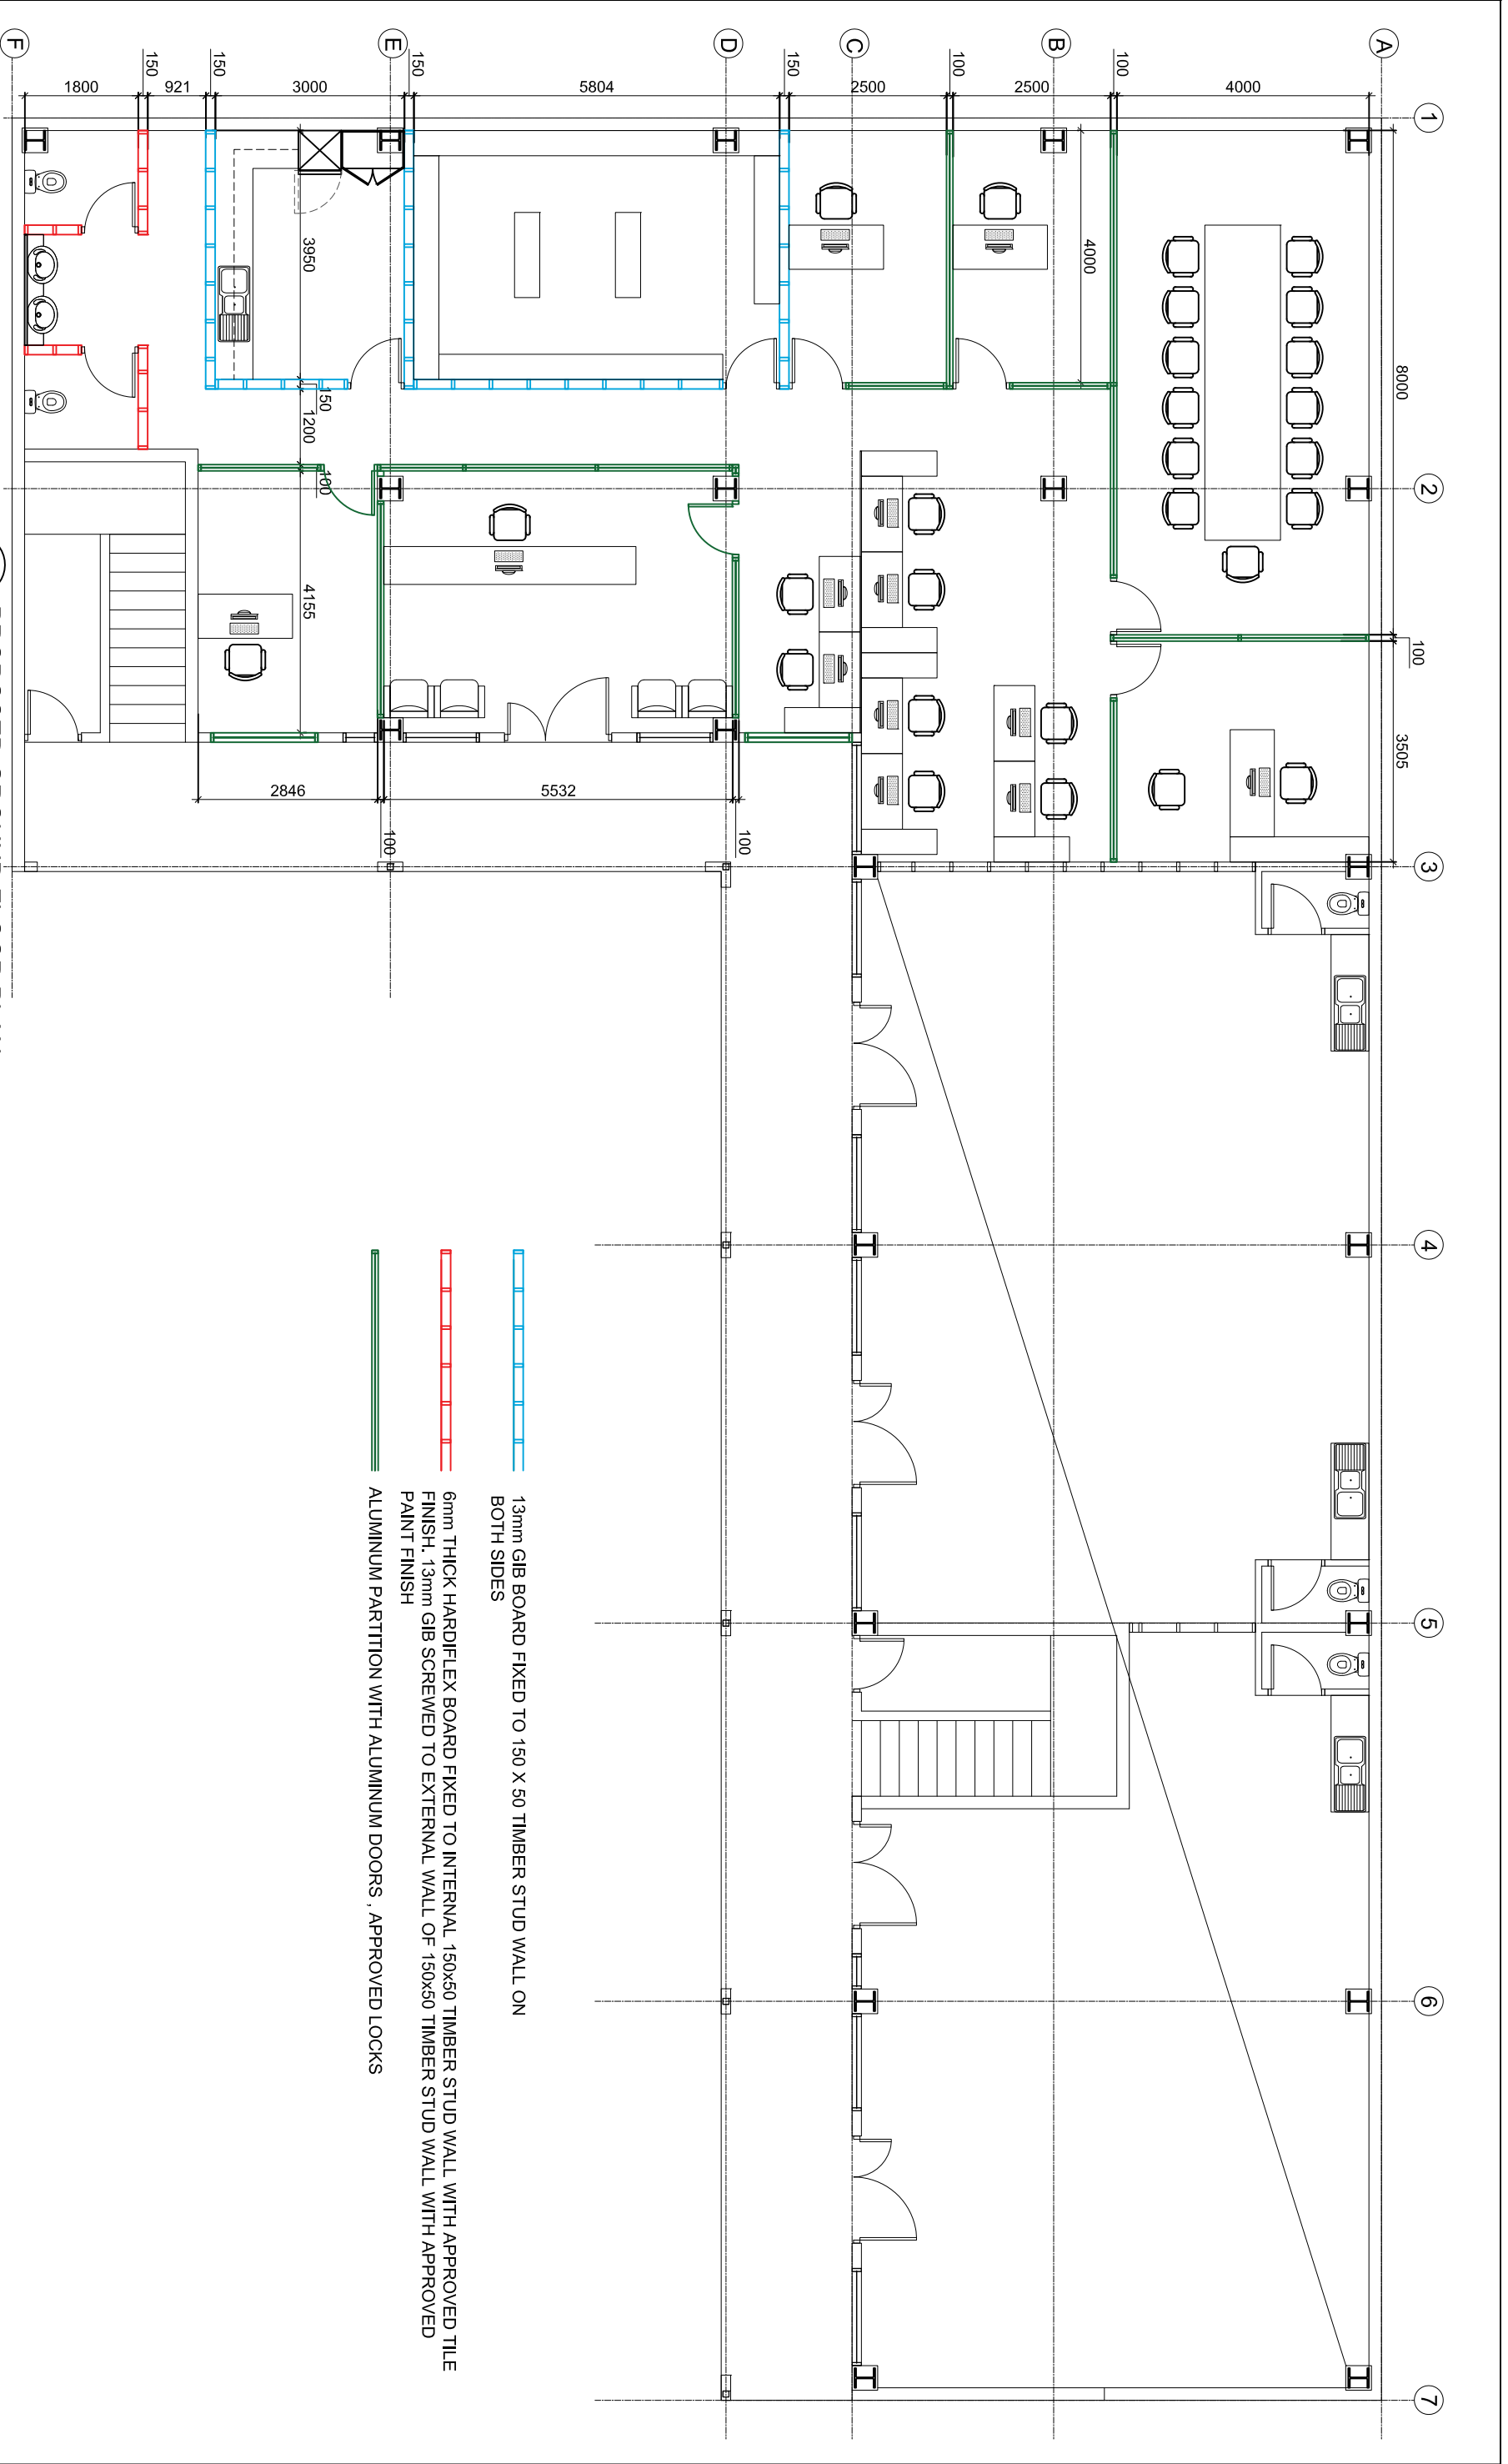 A
B
C
D
E
F
1
2
3
4
5
6
7
1800
150
921
150
3000
150
5804
150
2500
100
2500
100
4000
8000
100
3505
4000
3950
150
1200
100
4155
2846
100
5532
100
13mm GIB BOARD FIXED TO 150 X 50 TIMBER STUD WALL ON
BOTH SIDES
6mm THICK HARDIFLEX BOARD FIXED TO INTERNAL 150x50 TIMBER STUD WALL WITH APPROVED TILE
FINISH. 13mm GIB SCREWED TO EXTERNAL WALL OF 150x50 TIMBER STUD WALL WITH APPROVED
PAINT FINISH
ALUMINUM PARTITION WITH ALUMINUM DOORS , APPROVED LOCKS